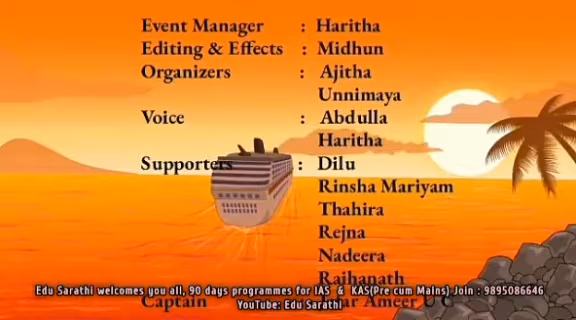 Event Manager : Haritha
Editing & Effects : Midhun
Organizers : Ajitha
Unnimaya
Voice : Abdulla
Haritha
Supporters : Dilu
Rinsha Mariyam
Thahira
Rejna
Nadeera
Raihanath
Captain Ameer U C
Edu Sarathi welcomes you all, 90 days programmes for IAS & KAS(Pre cum Mains) Join : 9895086646
YouTube: Edu Sarathi